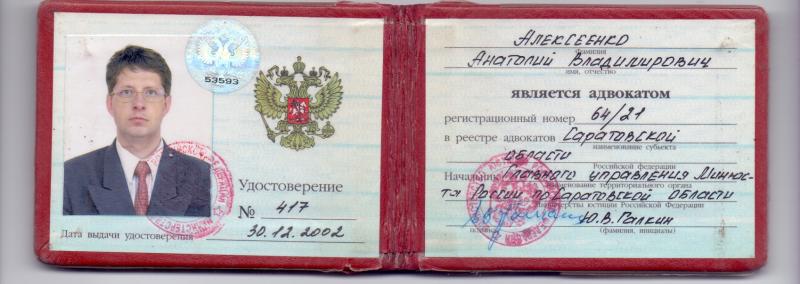 53593
Удостоверение
№ 417
Дата выдачи удостоверения 30.12.2002
Алексеенко
Фамилия
Анатолий Владимирович
имя, отчество
является адвокатом
регистрационный номер 64/21
в реестре адвокатов Саратовской
наименование субъекта
области
Российской Федерации
Начальник Главного управления Минюс-
наименование территориального органа
та России по Саратовской области
Министерства юстиции Российской Федерации
Ю.В. Галкин
подпись (фамилия, инициалы)